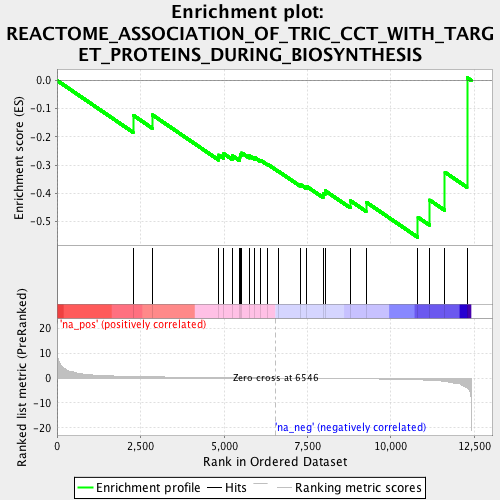 Enrichment plot:
REACTOME_ASSOCIATION_OF_TRIC_CCT_WITH_TARG
ET_PROTEINS_DURING_BIOSYNTHESIS
Enrichment score (ES)
0.0
-0.1
-0.2
-0.3
-0.4
-0.5
'na_pos' (positively correlated)
Ranked list metric (PreRanked)
20
10
0
-10
-20
Zero cross at 6546
'na_neg' (negatively correlated)
0
2,500
5,000
7,500
10,000
12,500
Rank in Ordered Dataset
Enrichment profile
Hits
Ranking metric scores